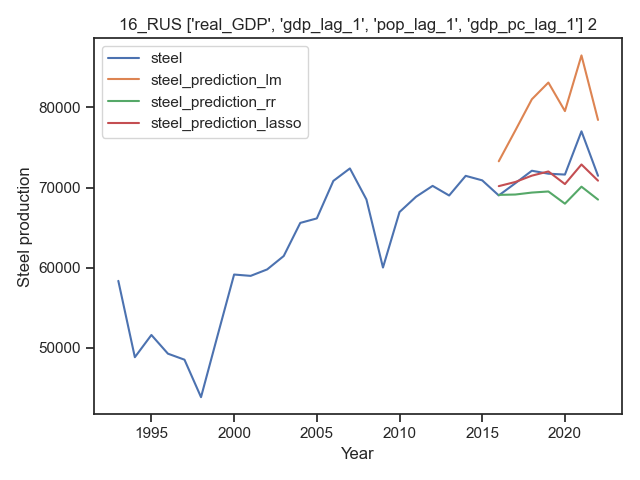 16_RUS ['real_GDP', 'gdp_lag_1', 'pop_lag_1', 'gdp_pc_lag_1'] 2
steel
steel_prediction_lm
steel_prediction_rr
steel_prediction_lasso
80000
70000
60000
50000
Steel production
1995
2000
2005
2010
2015
2020
Year